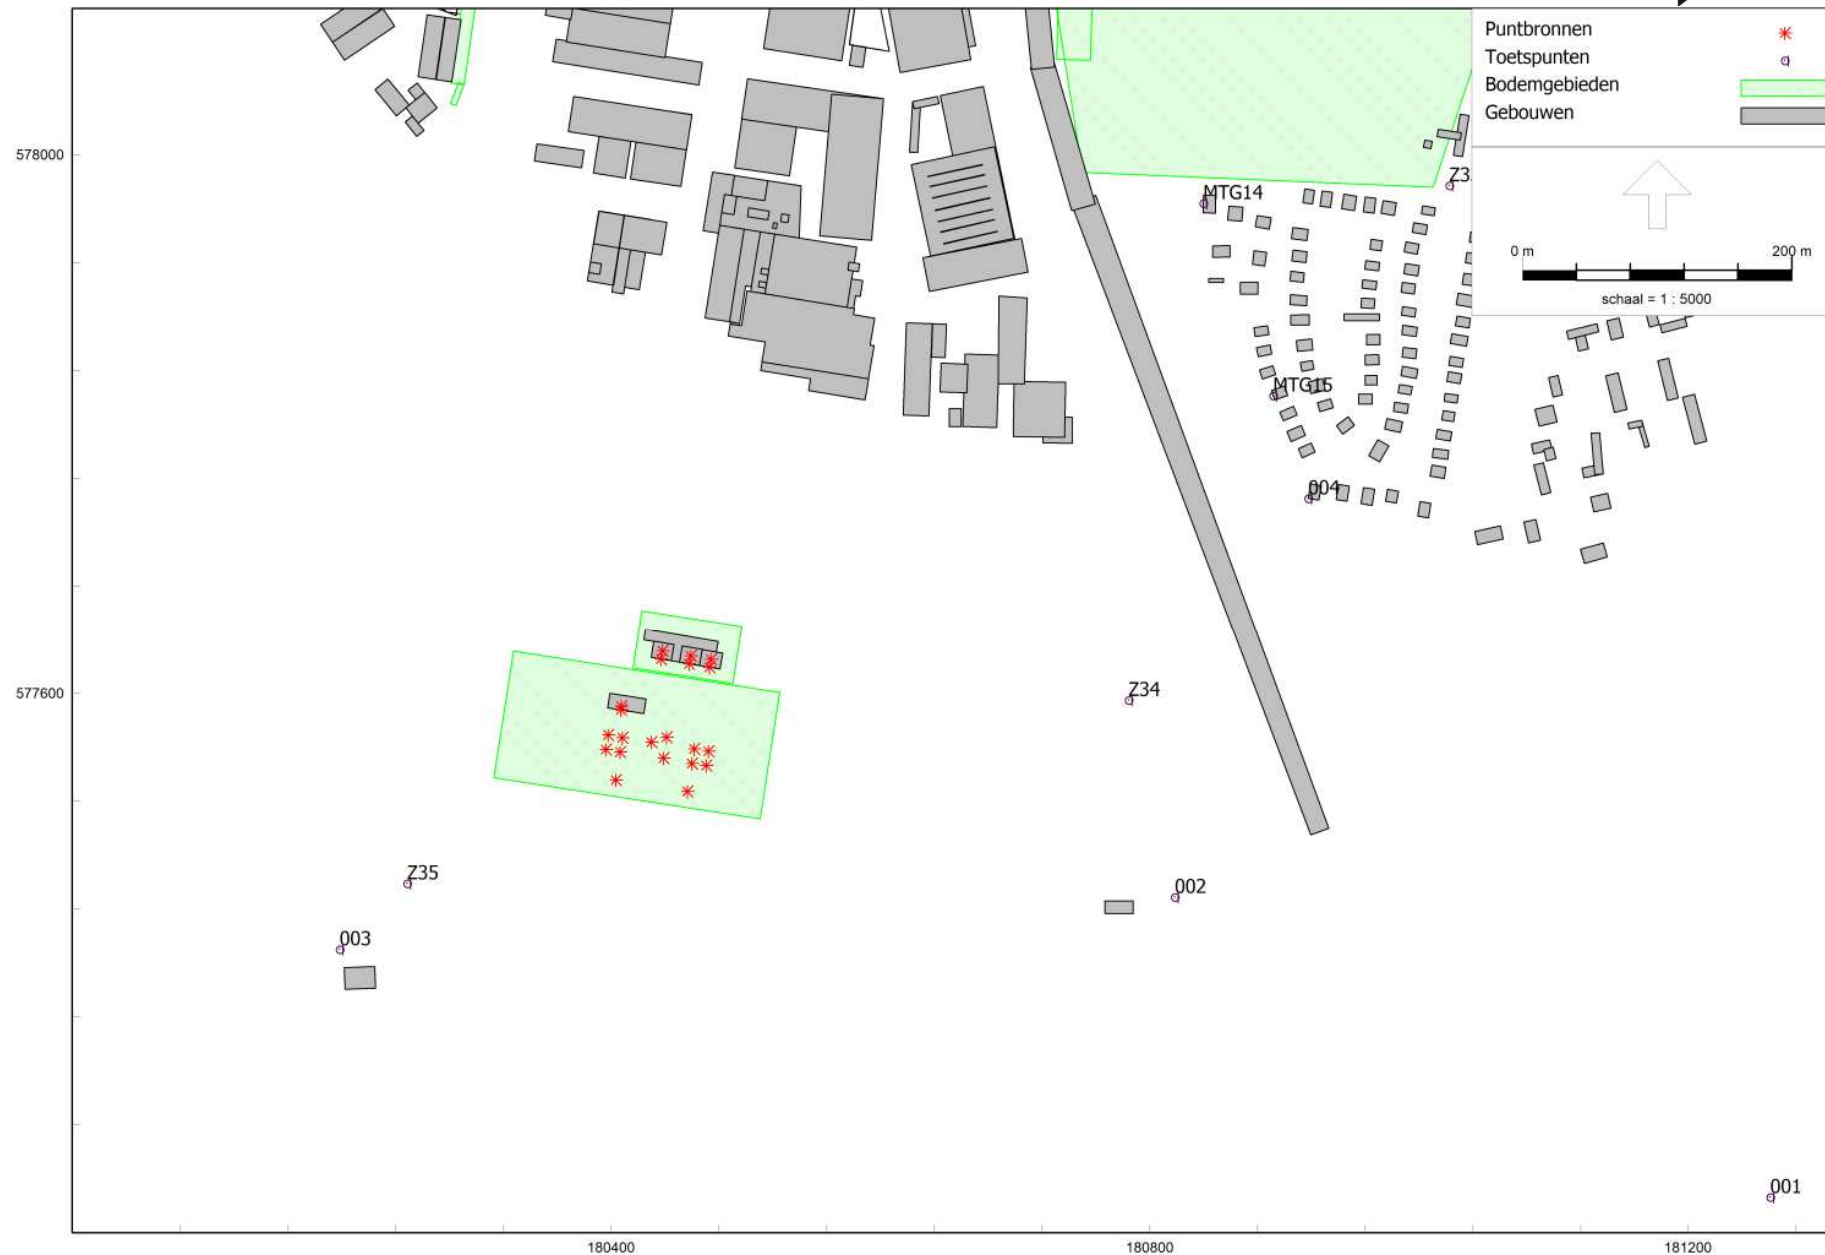 Puntbronnen
Toetspunten
Bodemgebieden
Gebouwen
578000
MTG14
0 m 200 m
schaal = 1 : 5000
MTG15
004
577600
Z34
Z35
002
003
001
180400 180800 181200